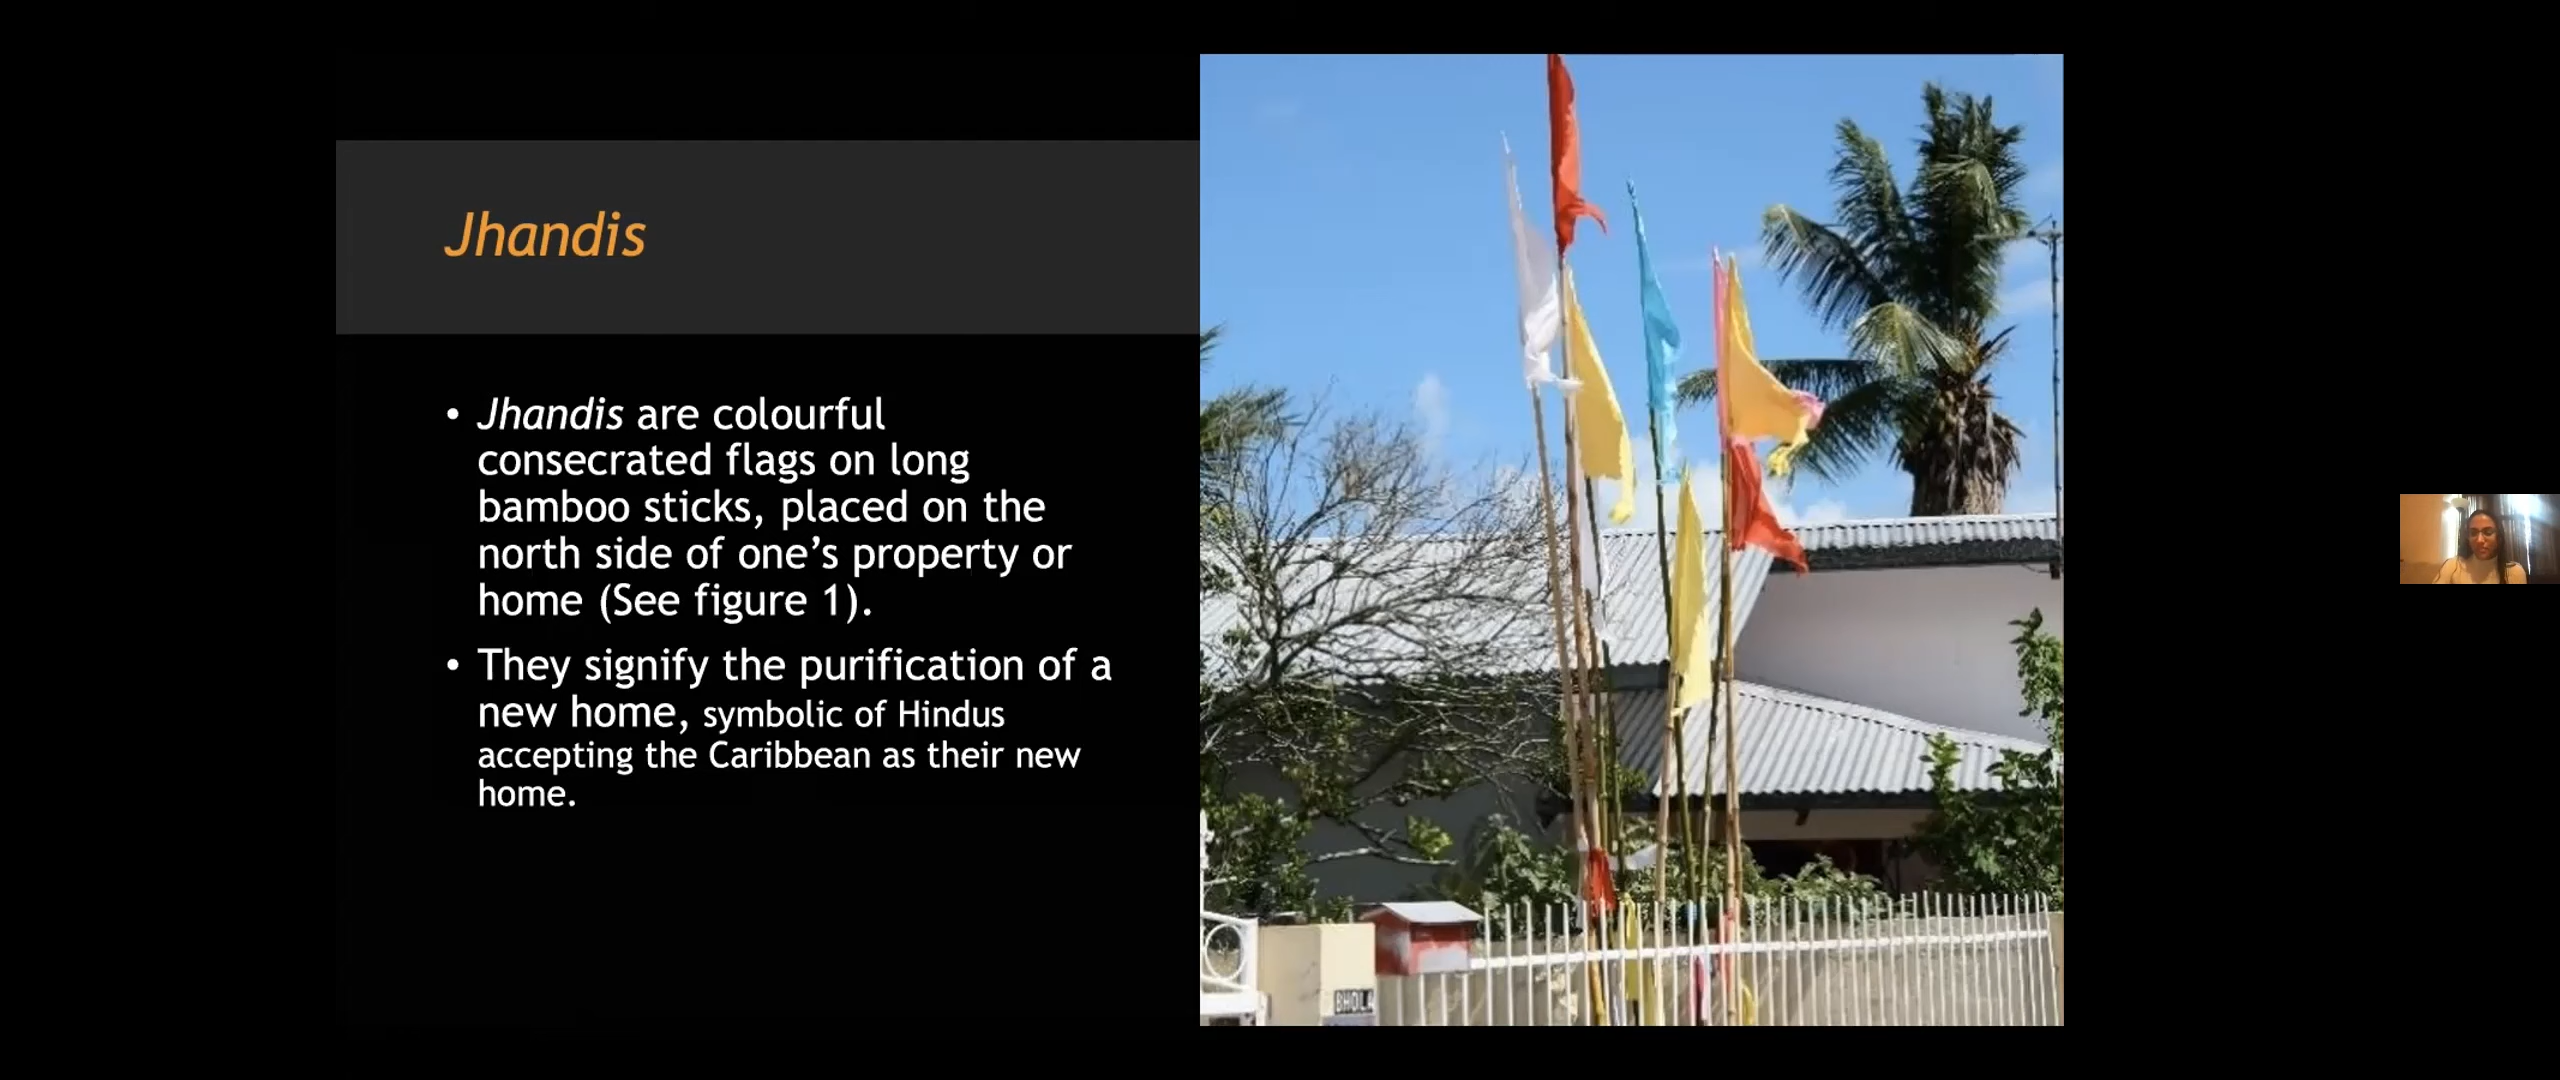 Jhandis
• Jhandis are colourful
consecrated flags on long
bamboo sticks, placed on the
north side of one’s property or
home (See figure 1).
• They signify the purification of a
new home, symbolic of Hindus
accepting the Caribbean as their new
home.
BHOLA